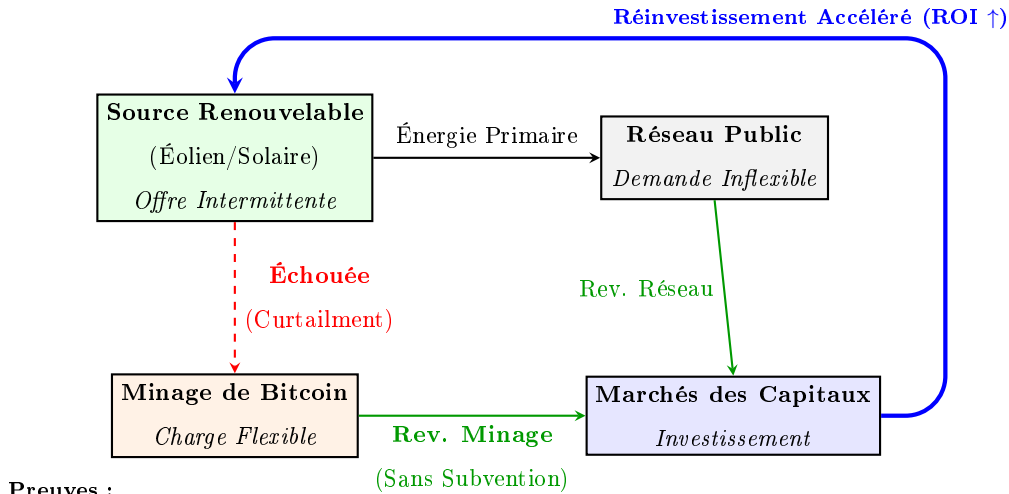 Réinvestissement Accéléré (ROI ↑)
Source Renouvelable
(Éolien/Solaire)
Offre Intermittente
Énergie Primaire
Réseau Public
Demande Inflexible
Échouée
(Curtailment)
Rev. Réseau
Minage de Bitcoin
Charge Flexible
Rev. Minage
(Sans Subvention)
Marchés des Capitaux
Investissement
Preuves :